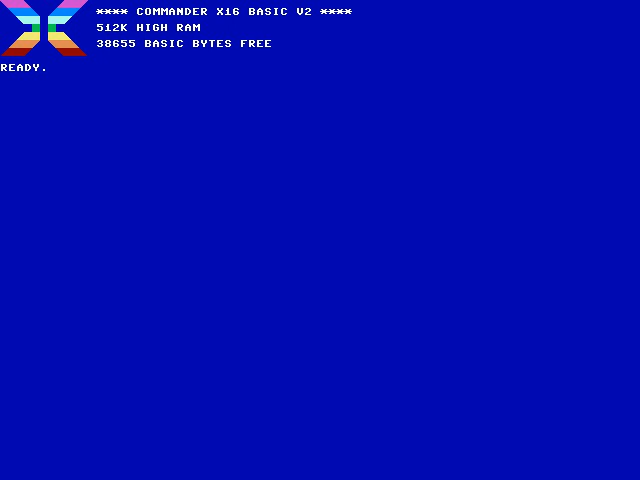 **** COMMANDER X16 BASIC V2 ****
512K HIGH RAM
38655 BASIC BYTES FREE
READY.